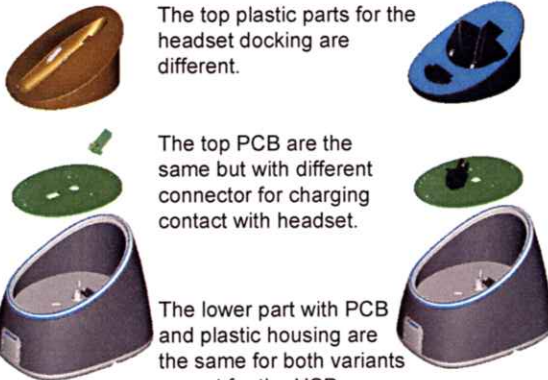 The top plastic parts for the
headset docking are
different.
The top PCB are the
same but with different
connector for charging
contact with headset.
The lower part with PCB
and plastic housing are
the same for both variants